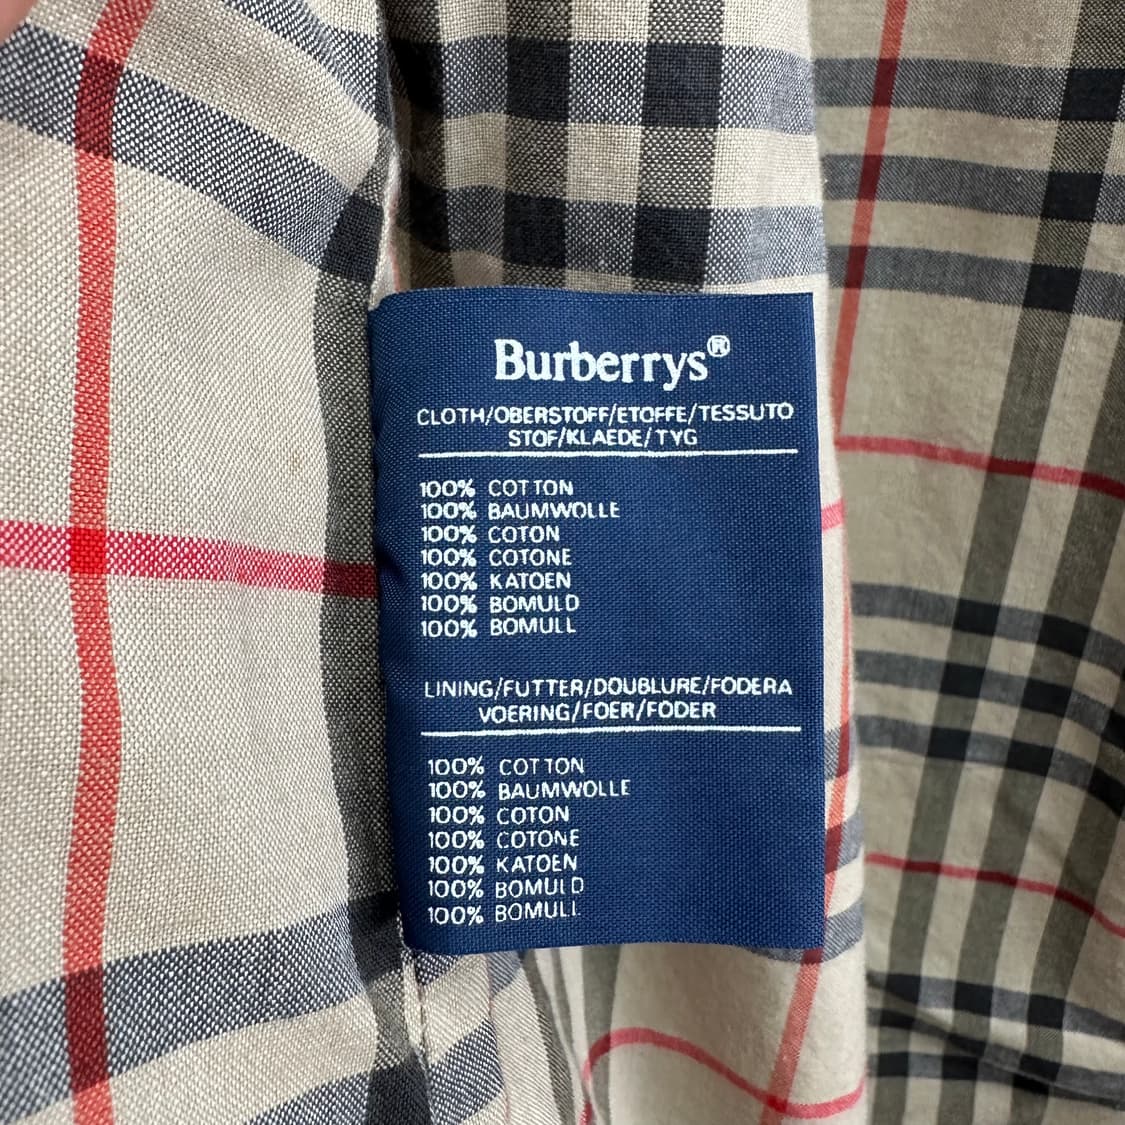 Burberrys®
CLOTH/OBERSTOFF/ETOFFE/TESSUTO
STOF/KLAEDE/TYG
100% COTTON
100% BAUMWOLLE
100% COTON
100% COTONE
100% KATOEN
100% BOMULD
100% BOMULL
LINING/FUTTER/DOUBLURE/FODERA
VOERING/FOER/FODER
100% COTTON
100% BAUMWOLLE
100% COTON
100% COTONE
100% KATOEN
100% BOMULD
100% BOMULL